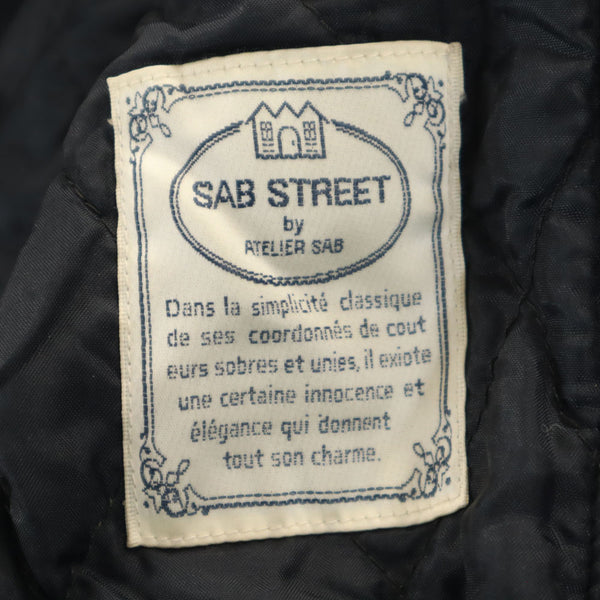 SAB STREET
by
ATELIER SAB
Dans la simplicité classique
de ses coordonnés de cout
eurs sobres et unies, il exiote
une certaine innocence et
élégance qui donnent
tout son charme.